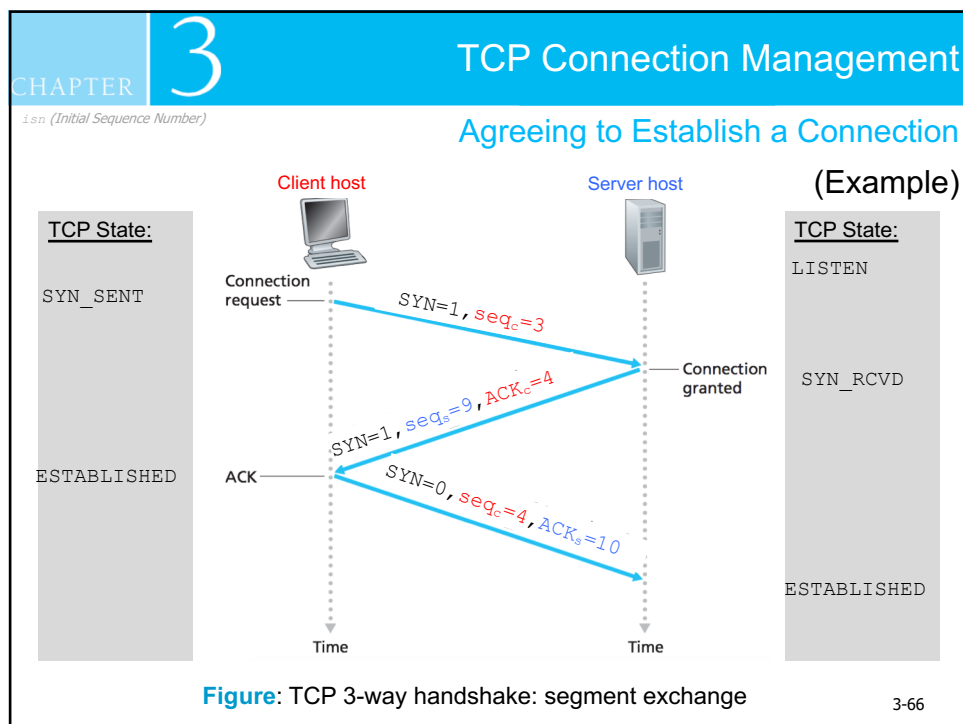 CHAPTER 3
TCP Connection Management
isn (Initial Sequence Number)
Agreeing to Establish a Connection
(Example)
Client host
Server host
TCP State:
TCP State:
LISTEN
Connection
request
SYN_SENT
SYN=1,seqc=3
Connection
granted
SYN_RCVD
SYN=1,seqs=9,ACKc=4
ESTABLISHED
ACK
SYN=0,seqc=4,ACKs=10
ESTABLISHED
Time
Time
Figure: TCP 3-way handshake: segment exchange
3-66